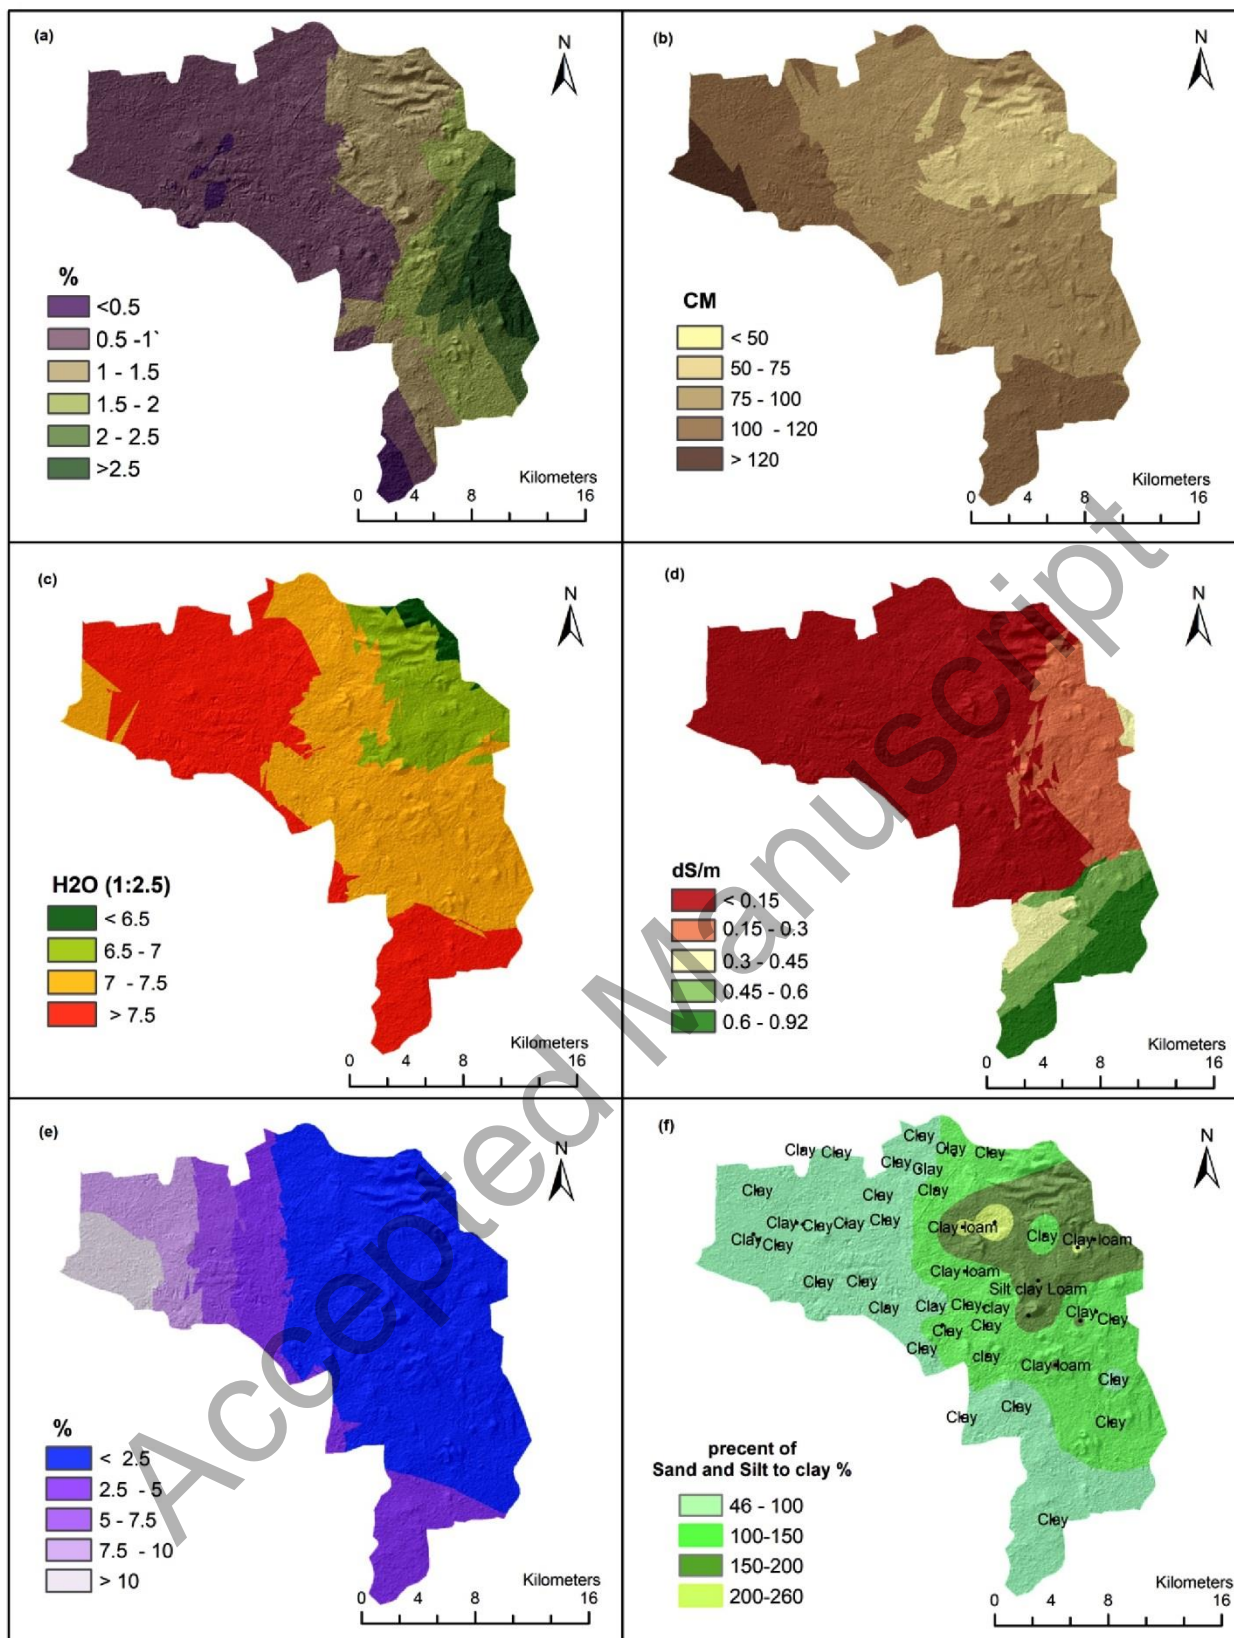 (a)
N
%
<0.5
0.5 -1`
1 - 1.5
1.5 - 2
2 - 2.5
>2.5
Kilometers
0 4 8 16
(b)
N
CM
< 50
50 - 75
75 - 100
100 - 120
> 120
Kilometers
0 4 8 16
(c)
N
H2O (1:2.5)
< 6.5
6.5 - 7
7 - 7.5
> 7.5
Kilometers
0 4 8 16
(d)
N
dS/m
< 0.15
0.15 - 0.3
0.3 - 0.45
0.45 - 0.6
0.6 - 0.92
Kilometers
0 4 8 16
(e)
N
%
< 2.5
2.5 - 5
5 - 7.5
7.5 - 10
> 10
Kilometers
0 4 8 16
(f)
N
Clay
Clay Clay Clay Clay
Clay Clay
Clay Clay Clay
Clay Clay Clay Clay Clay loam
Clay Clay Clay Clay loam
Clay loam
Clay Clay Silt clay Loam
Clay Clay Clay clay Clay Clay
Clay Clay
Clay clay Clay loam
Clay
Clay Clay Clay
Clay
precent of
Sand and Silt to clay %
46 - 100
100-150
150-200
200-260
Kilometers
0 4 8 16
Accepted Manuscript